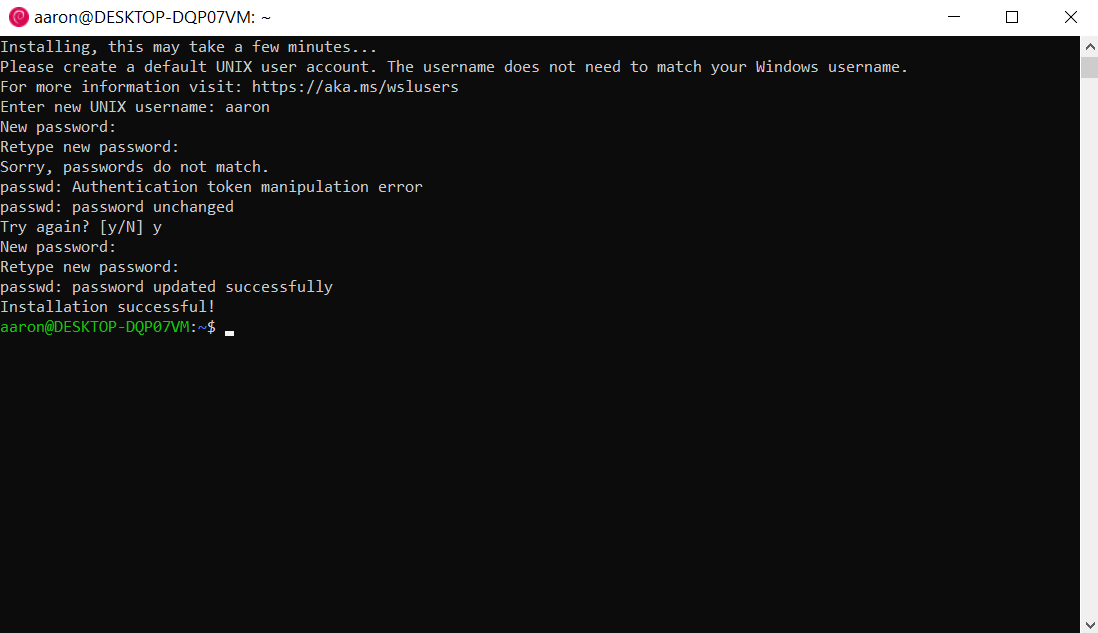 aaron@DESKTOP-DQP07VM: ~
Installing, this may take a few minutes...
Please create a default UNIX user account. The username does not need to match your Windows username.
For more information visit: https://aka.ms/wslusers
Enter new UNIX username: aaron
New password:
Retype new password:
Sorry, passwords do not match.
passwd: Authentication token manipulation error
passwd: password unchanged
Try again? [y/N] y
New password:
Retype new password:
passwd: password updated successfully
Installation successful!
aaron@DESKTOP-DQP07VM:~$